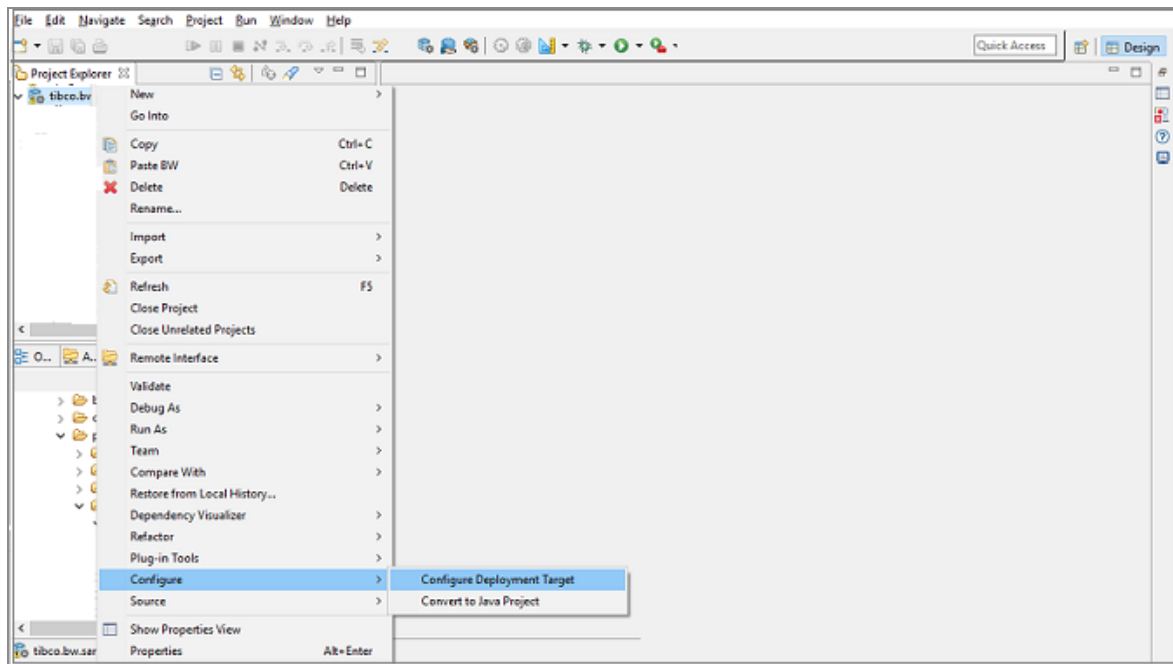 File Edit Navigate Search Project Run Window Help
Quick Access Design
Project Explorer
tibco.bw
New
Go Into
Copy Ctrl+C
Paste BW Ctrl+V
Delete Delete
Rename...
Import
Export
Refresh F5
Close Project
Close Unrelated Projects
O... A..
Remote Interface
Validate
Debug As
Run As
Team
Compare With
Restore from Local History...
Dependency Visualizer
Refactor
Plug-in Tools
Configure Configure Deployment Target
Source Convert to Java Project
Show Properties View
tibco.bw.sar
Properties Alt+Enter